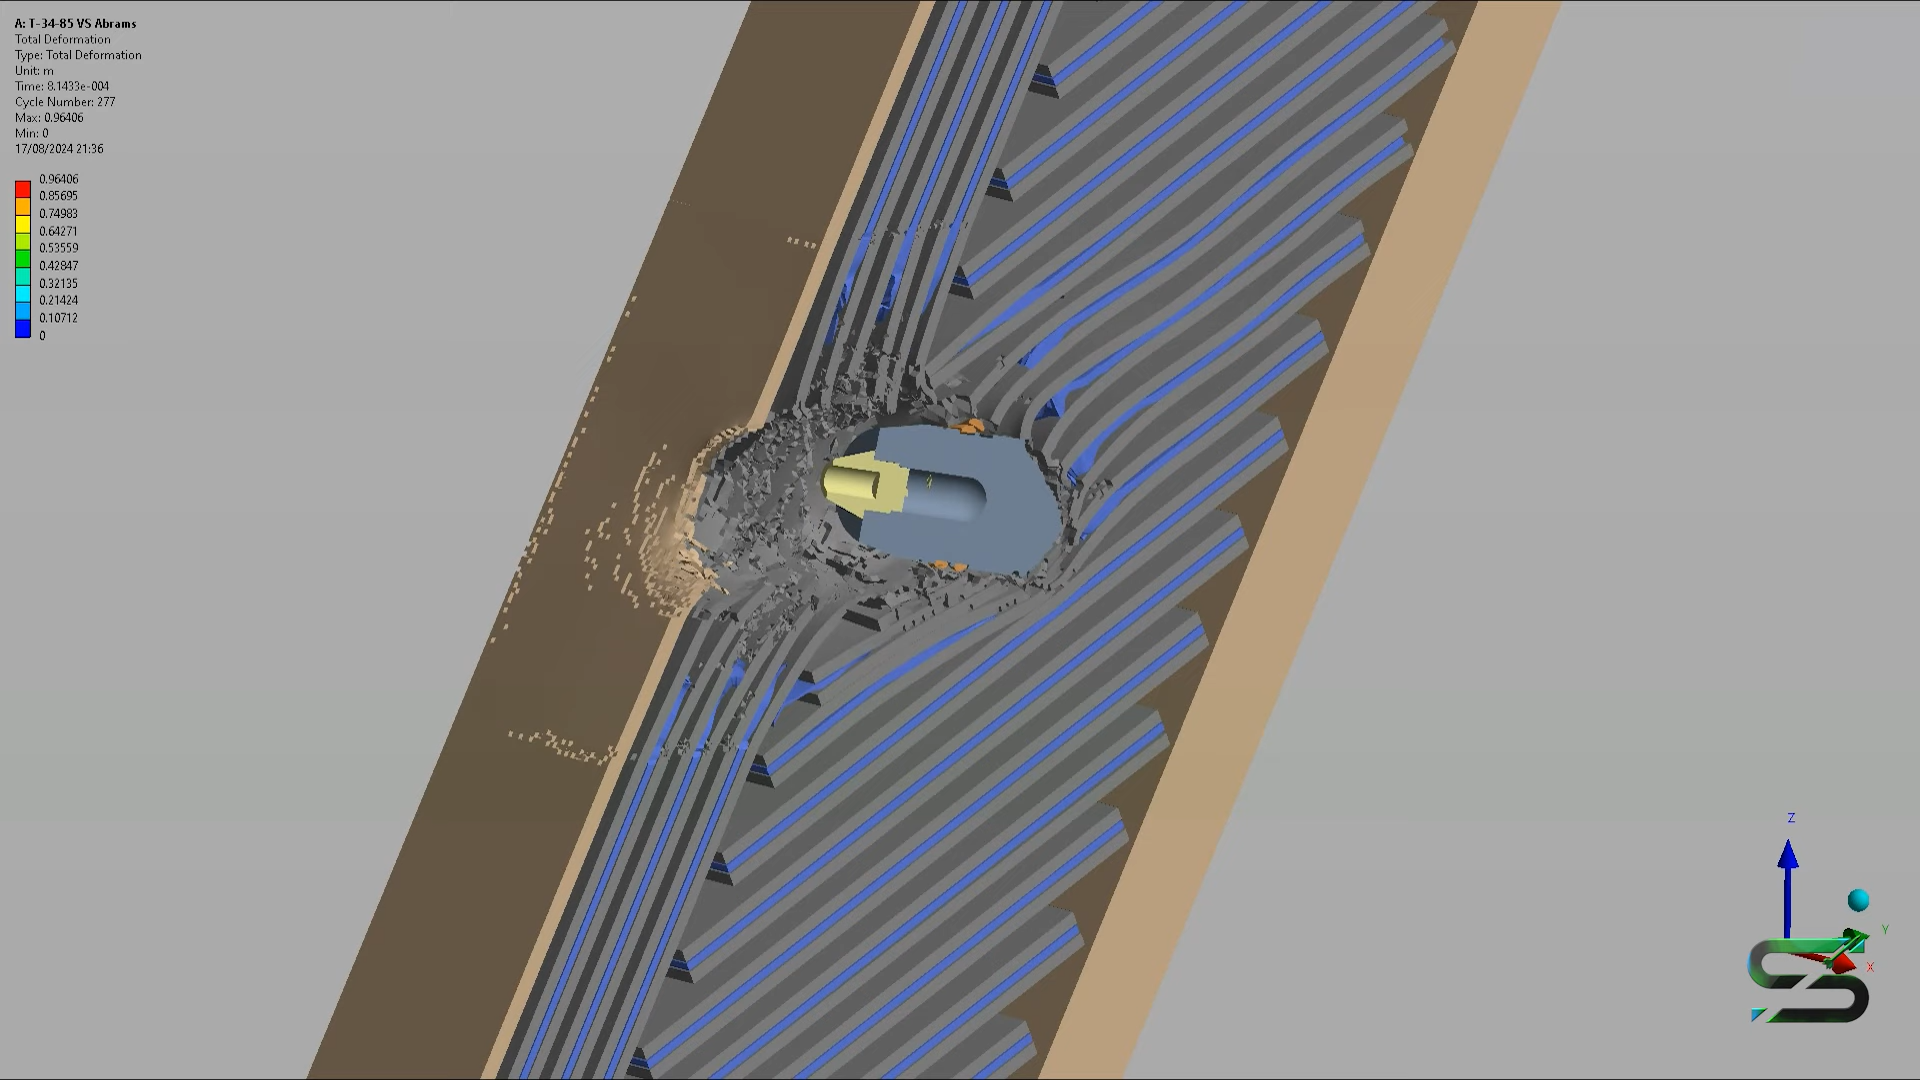 A: T-34-85 VS Abrams
Total Deformation
Type: Total Deformation
Unit: m
Time: 8.1433e-004
Cycle Number: 277
Max: 0.96406
Min: 0
17/08/2024 21:36
0.96406
0.85695
0.74983
0.64271
0.53559
0.42847
0.32135
0.21424
0.10712
0
Z
Y
X